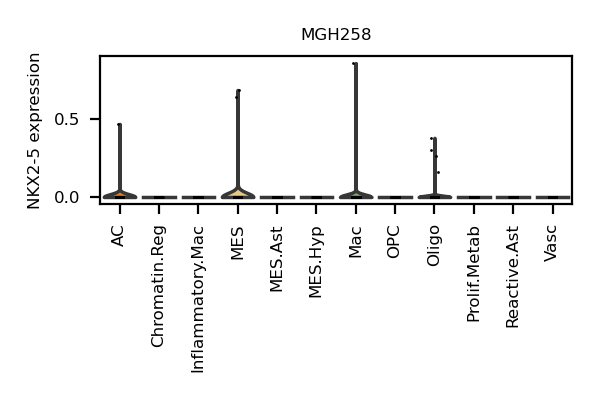 MGH258
NKX2-5 expression
0.5
0.0
AC
Chromatin.Reg
Inflammatory.Mac
MES
MES.Ast
MES.Hyp
Mac
OPC
Oligo
Prolif.Metab
Reactive.Ast
Vasc